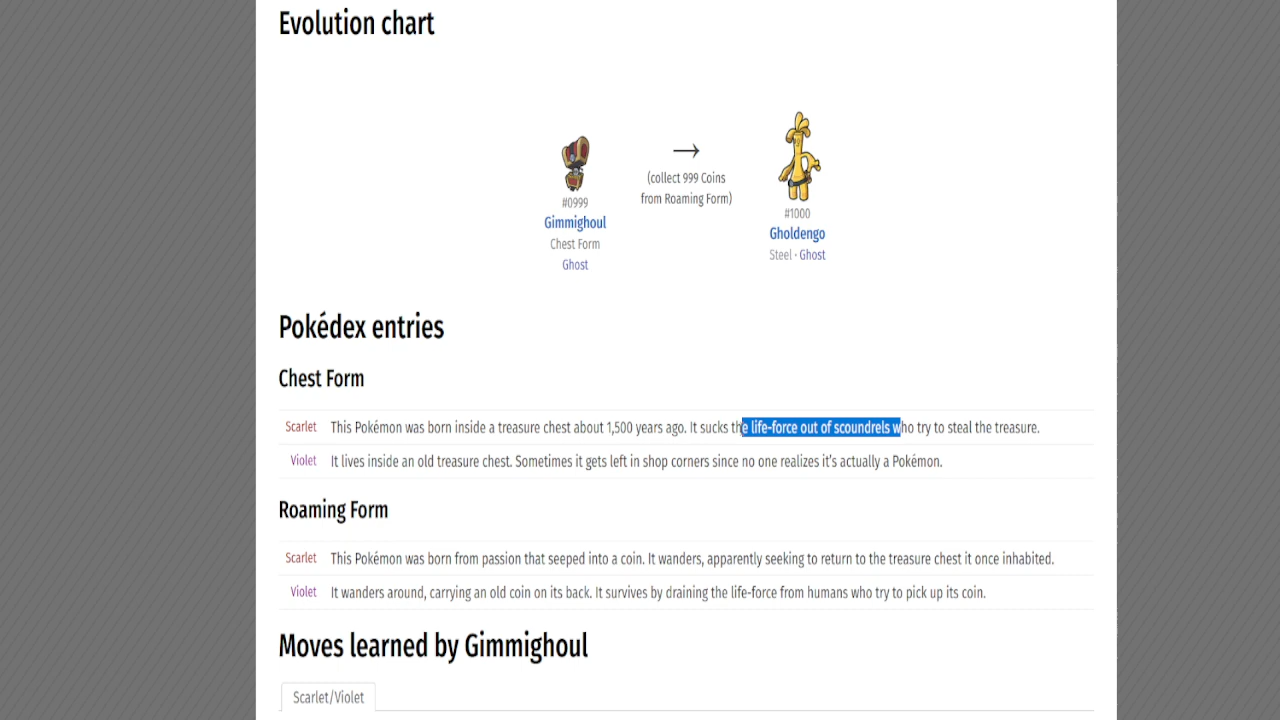 Evolution chart
→
(collect 999 Coins
from Roaming Form)
#0999
Gimmighoul
Chest Form
Ghost
#1000
Gholdengo
Steel · Ghost
Pokédex entries
Chest Form
Scarlet This Pokémon was born inside a treasure chest about 1,500 years ago. It sucks the life-force out of scoundrels who try to steal the treasure.
Violet It lives inside an old treasure chest. Sometimes it gets left in shop corners since no one realizes it's actually a Pokémon.
Roaming Form
Scarlet This Pokémon was born from passion that seeped into a coin. It wanders, apparently seeking to return to the treasure chest it once inhabited.
Violet It wanders around, carrying an old coin on its back. It survives by draining the life-force from humans who try to pick up its coin.
Moves learned by Gimmighoul
Scarlet/Violet